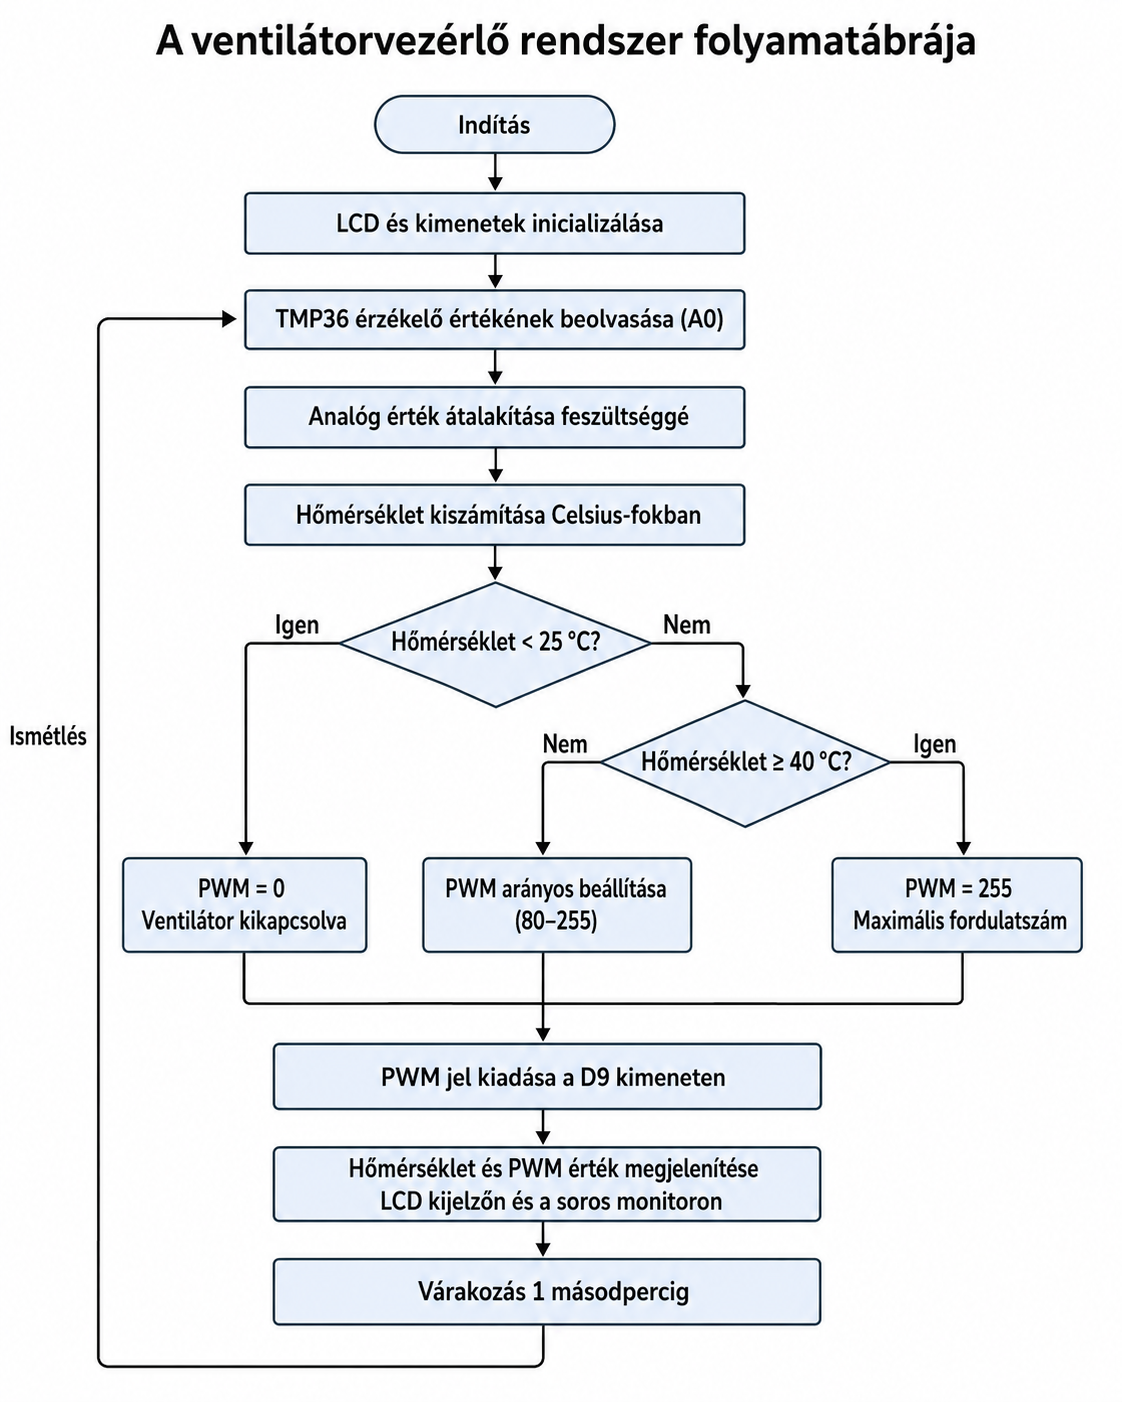 A ventilátorvezérlő rendszer folyamatábrája
Indítás
LCD és kimenetek inicializálása
TMP36 érzékelő értékének beolvasása (A0)
Analóg érték átalakítása feszültséggé
Hőmérséklet kiszámítása Celsius-fokban
Igen
Hőmérséklet < 25 °C?
Nem
Ismétlés
Nem
Hőmérséklet ≥ 40 °C?
Igen
PWM = 0
Ventilátor kikapcsolva
PWM arányos beállítása
(80–255)
PWM = 255
Maximális fordulatszám
PWM jel kiadása a D9 kimeneten
Hőmérséklet és PWM érték megjelenítése
LCD kijelzőn és a soros monitoron
Várakozás 1 másodpercig